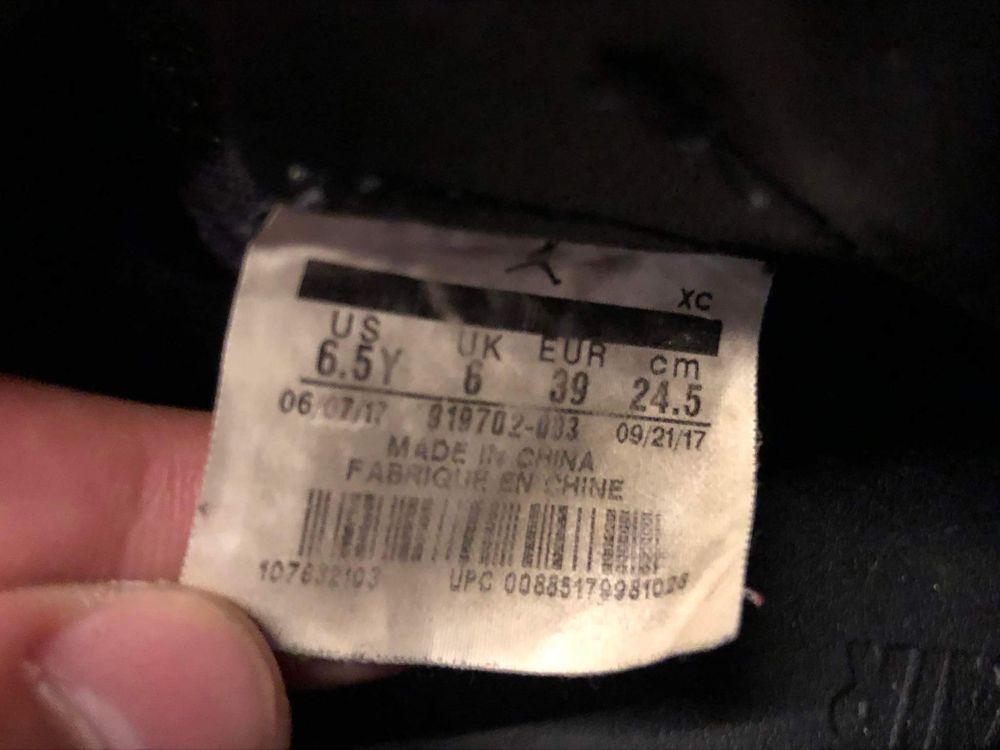 XC
US UK EUR cm
6.5Y 6 39 24.5
06/07/17 919702-003 09/21/17
MADE IN CHINA
FABRIQUE EN CHINE
107632103 UPC 00885179981028